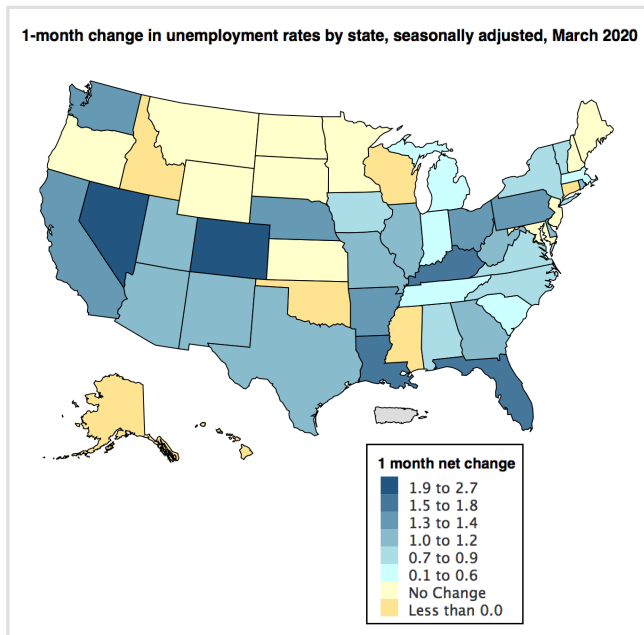 1-month change in unemployment rates by state, seasonally adjusted, March 2020
1 month net change
1.9 to 2.7
1.5 to 1.8
1.3 to 1.4
1.0 to 1.2
0.7 to 0.9
0.1 to 0.6
No Change
Less than 0.0